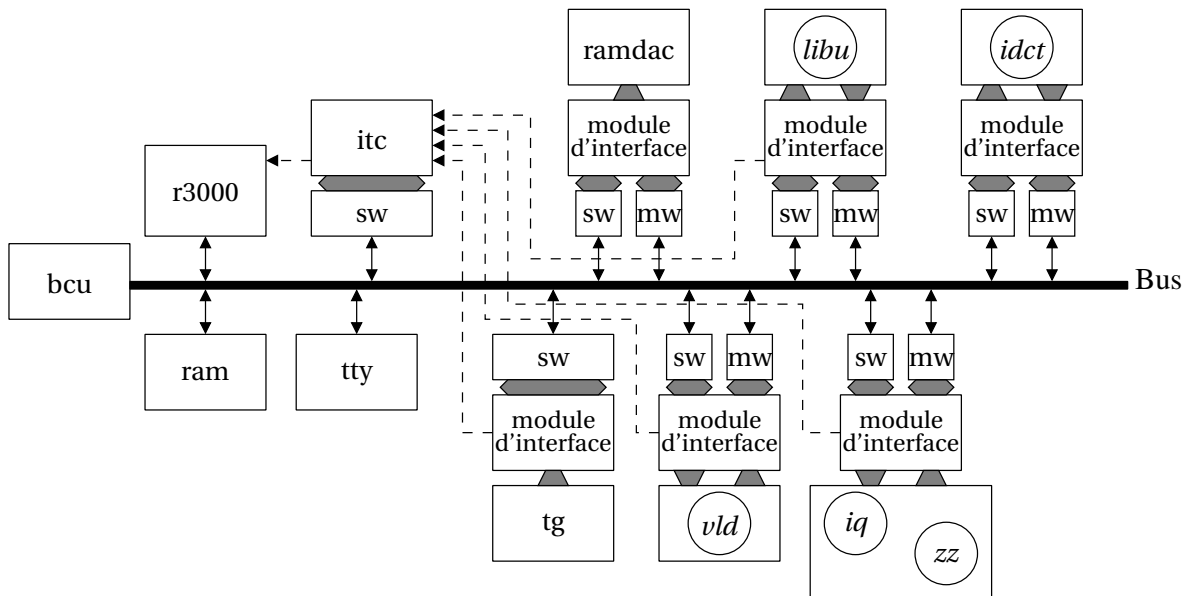 ramdac
libu
idct
itc
module
d'interface
module
d'interface
module
d'interface
r3000
sw
sw
mw
sw
mw
sw
mw
bcu
Bus
ram
tty
sw
sw
mw
sw
mw
module
d'interface
module
d'interface
module
d'interface
tg
vld
iq
zz